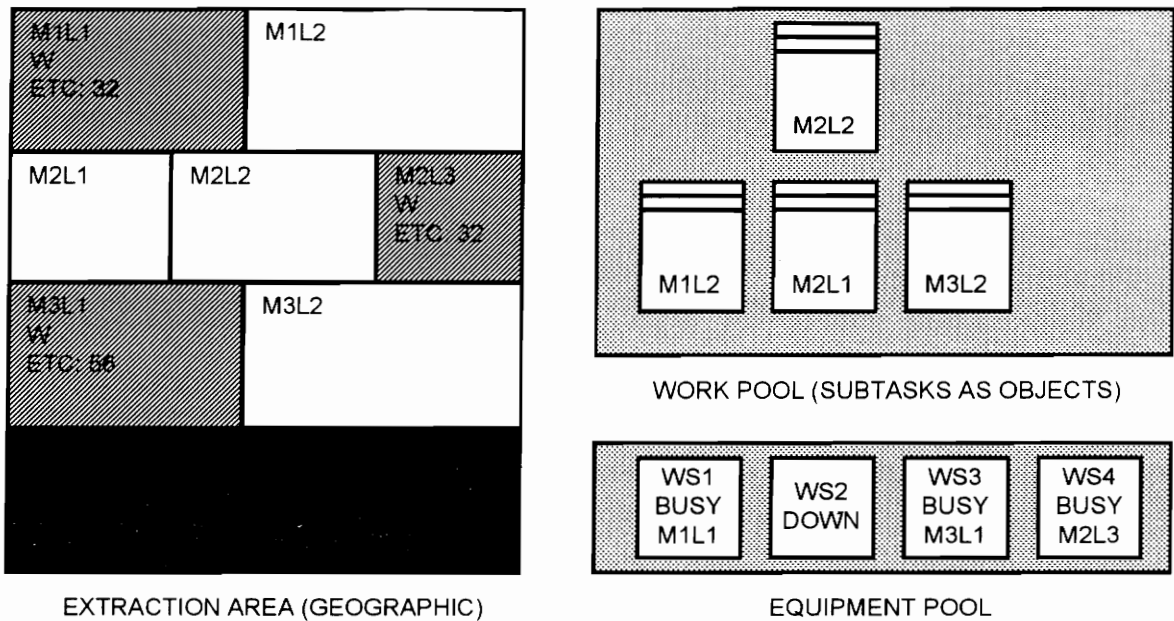 M1L1
W
ETC: 32
M1L2
M2L1
M2L2
M2L3
W
ETC: 32
M3L1
W
ETC: 56
M3L2
EXTRACTION AREA (GEOGRAPHIC)
M2L2
M1L2
M2L1
M3L2
WORK POOL (SUBTASKS AS OBJECTS)
WS1
BUSY
M1L1
WS2
DOWN
WS3
BUSY
M3L1
WS4
BUSY
M2L3
EQUIPMENT POOL